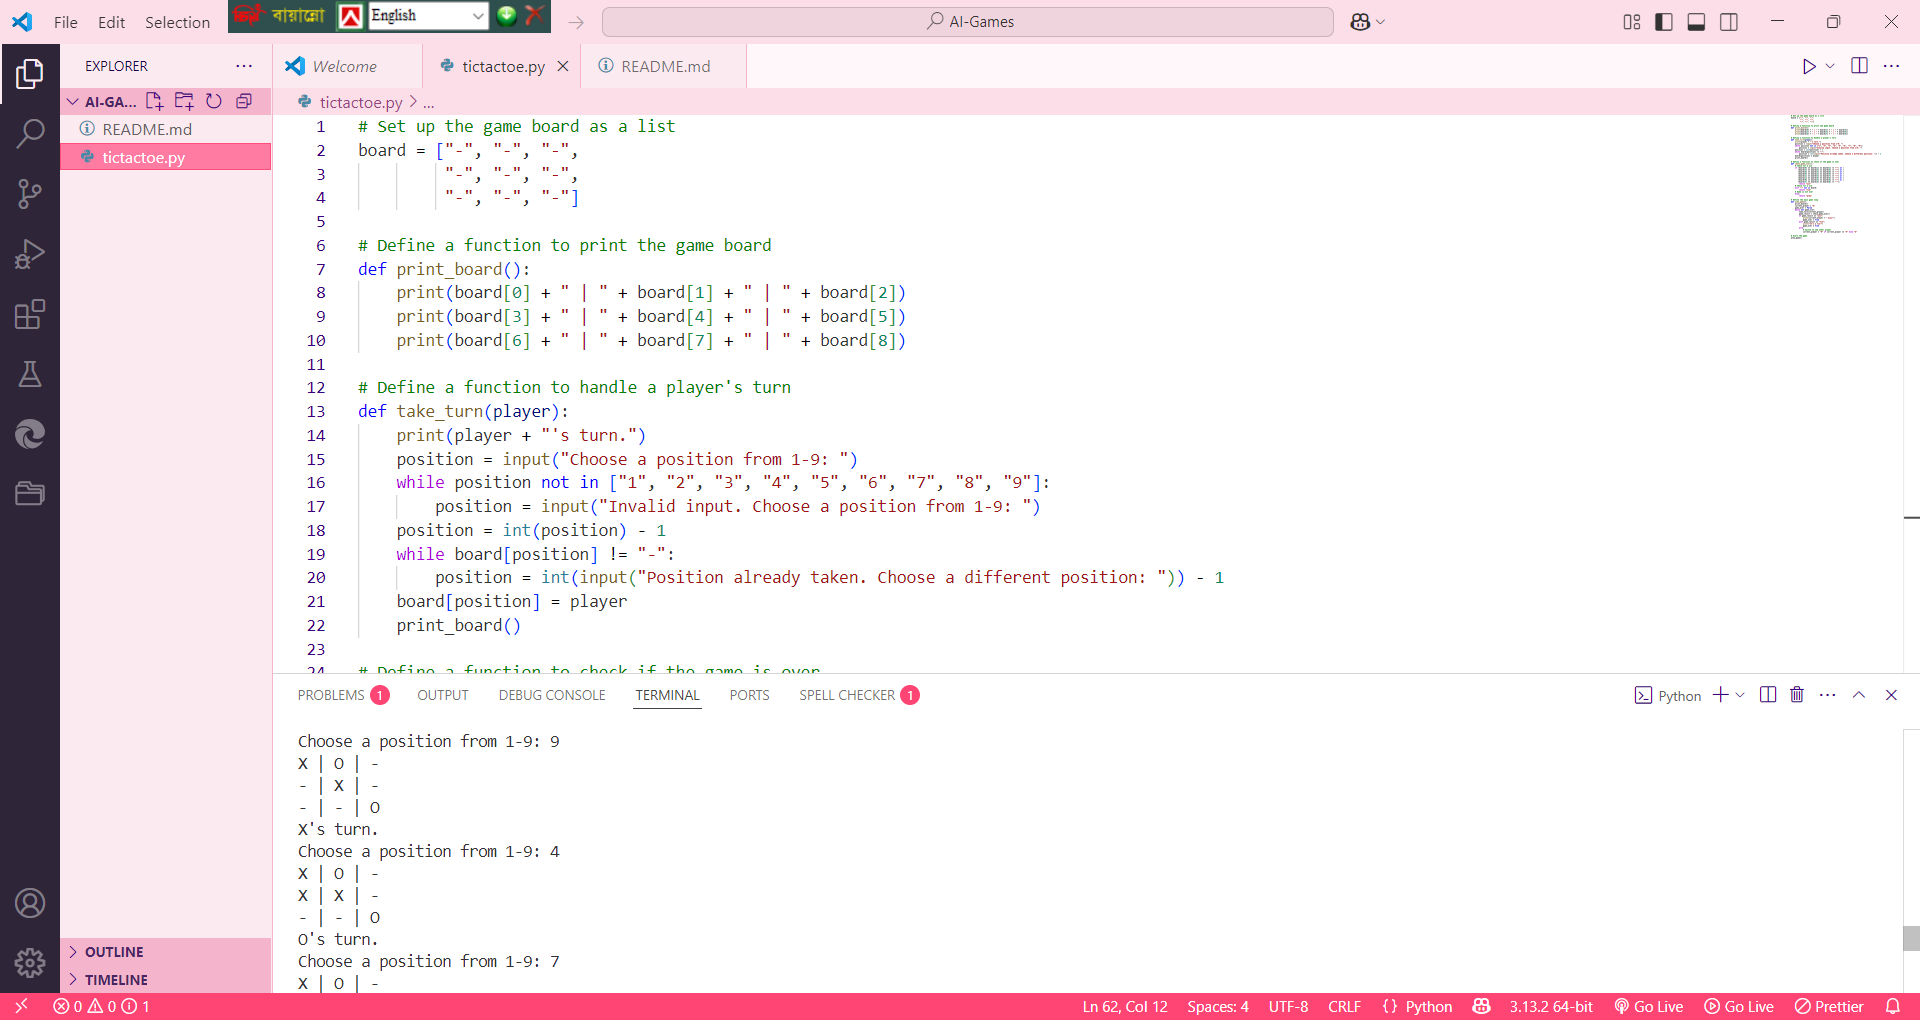 File Edit Selection বায়ান্নো English AI-Games
EXPLORER
Welcome tictactoe.py README.md
AI-GA...
tictactoe.py > ...
README.md
tictactoe.py
1 # Set up the game board as a list
2 board = ["-", "-", "-",
3 "-", "-", "-",
4 "-", "-", "-"]
5
6 # Define a function to print the game board
7 def print_board():
8 print(board[0] + " | " + board[1] + " | " + board[2])
9 print(board[3] + " | " + board[4] + " | " + board[5])
10 print(board[6] + " | " + board[7] + " | " + board[8])
11
12 # Define a function to handle a player's turn
13 def take_turn(player):
14 print(player + "'s turn.")
15 position = input("Choose a position from 1-9: ")
16 while position not in ["1", "2", "3", "4", "5", "6", "7", "8", "9"]:
17 position = input("Invalid input. Choose a position from 1-9: ")
18 position = int(position) - 1
19 while board[position] != "-":
20 position = int(input("Position already taken. Choose a different position: ")) - 1
21 board[position] = player
22 print_board()
23
24 # Define a function to check if the game is over
PROBLEMS 1 OUTPUT DEBUG CONSOLE TERMINAL PORTS SPELL CHECKER 1 Python
Choose a position from 1-9: 9
X | O | -
- | X | -
- | - | O
X's turn.
Choose a position from 1-9: 4
X | O | -
X | X | -
- | - | O
O's turn.
Choose a position from 1-9: 7
X | O | -
OUTLINE
TIMELINE
0 0 1 Ln 62, Col 12 Spaces: 4 UTF-8 CRLF {} Python 3.13.2 64-bit Go Live Go Live Prettier